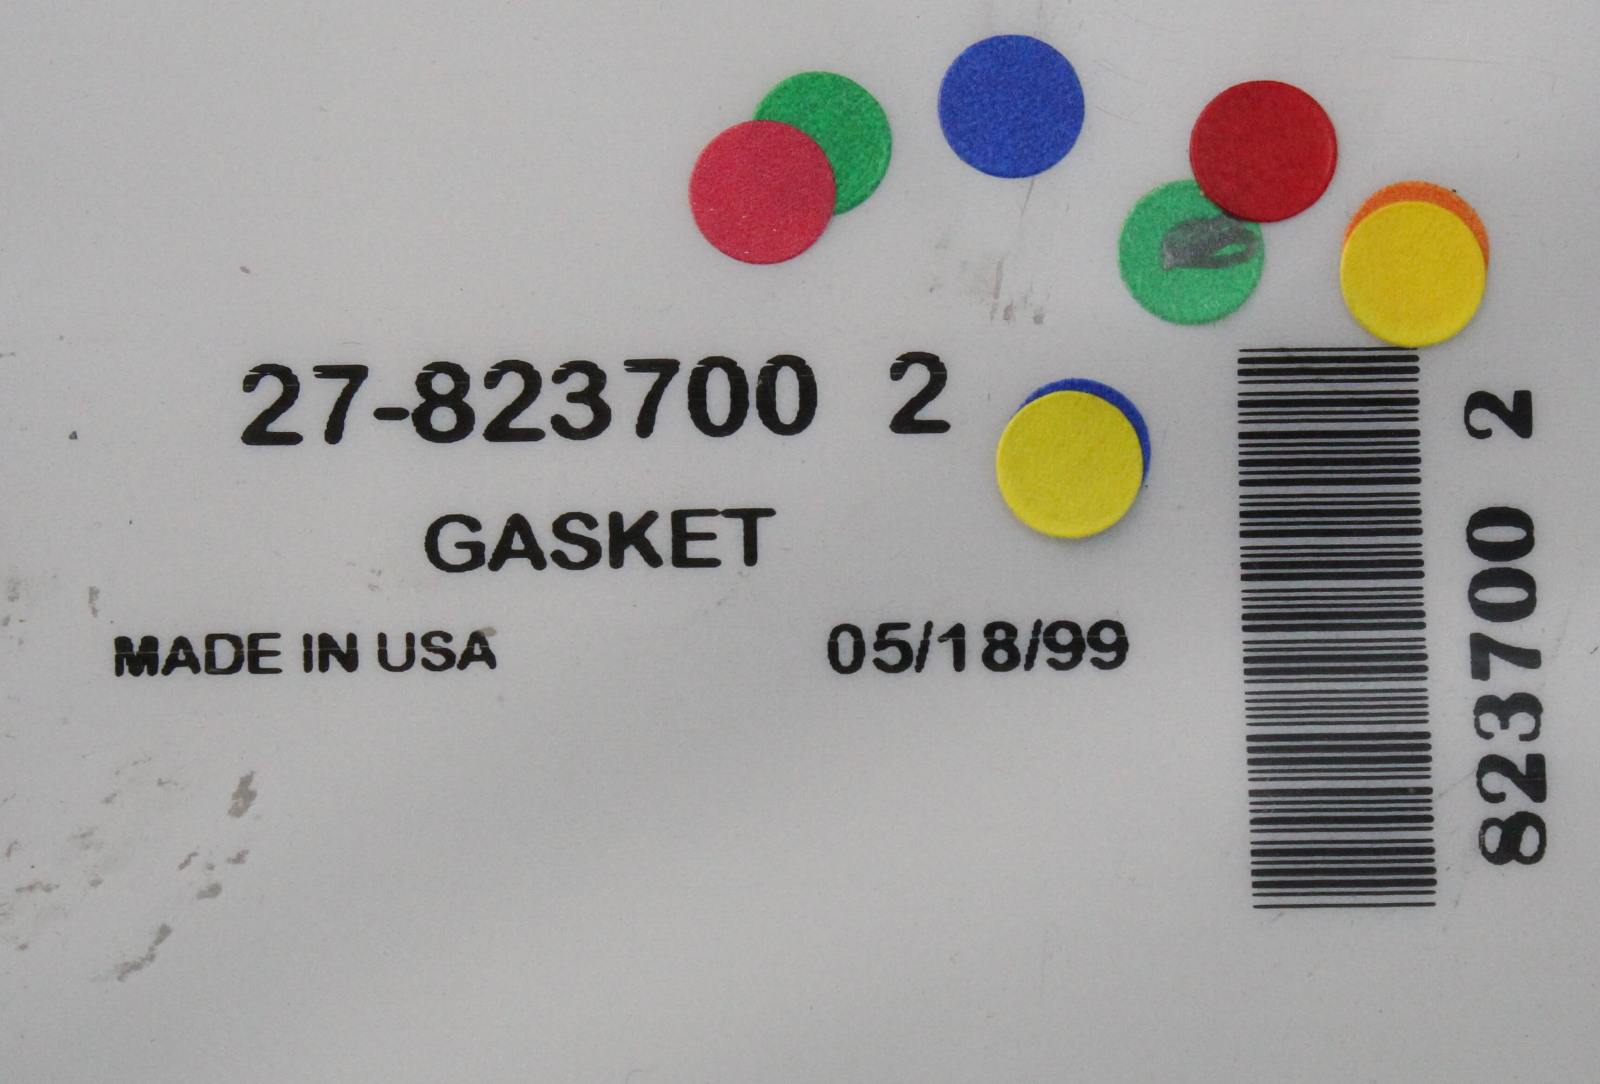 27-823700 2
GASKET
MADE IN USA 05/18/99
823700 2